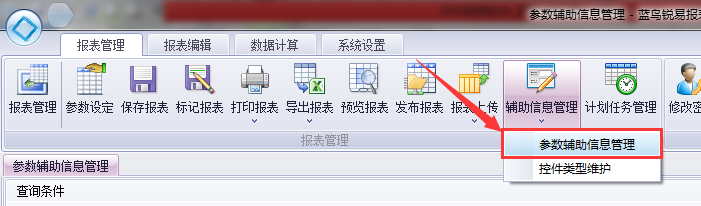 参数辅助信息管理 - 蓝鸟锐易报
报表管理 报表编辑 数据计算 系统设置
报表管理 参数设定 保存报表 标记报表 打印报表 导出报表 预览报表 发布报表 报表上传 辅助信息管理 计划任务管理 修改密
报表管理
参数辅助信息管理
控件类型维护
参数辅助信息管理
查询条件